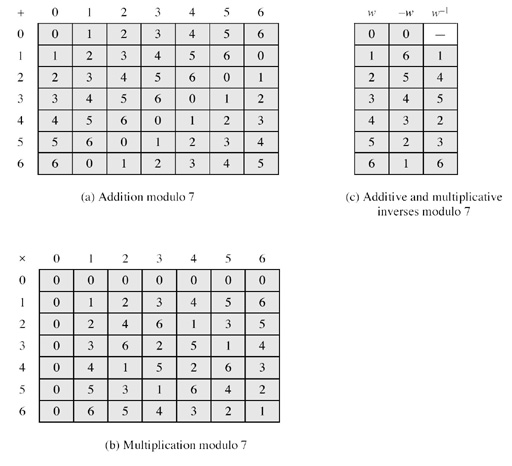 + 0 1 2 3 4 5 6
0 0 1 2 3 4 5 6
1 1 2 3 4 5 6 0
2 2 3 4 5 6 0 1
3 3 4 5 6 0 1 2
4 4 5 6 0 1 2 3
5 5 6 0 1 2 3 4
6 6 0 1 2 3 4 5
(a) Addition modulo 7
w −w w⁻¹
0 0 —
1 6 1
2 5 4
3 4 5
4 3 2
5 2 3
6 1 6
(c) Additive and multiplicative
inverses modulo 7
× 0 1 2 3 4 5 6
0 0 0 0 0 0 0 0
1 0 1 2 3 4 5 6
2 0 2 4 6 1 3 5
3 0 3 6 2 5 1 4
4 0 4 1 5 2 6 3
5 0 5 3 1 6 4 2
6 0 6 5 4 3 2 1
(b) Multiplication modulo 7